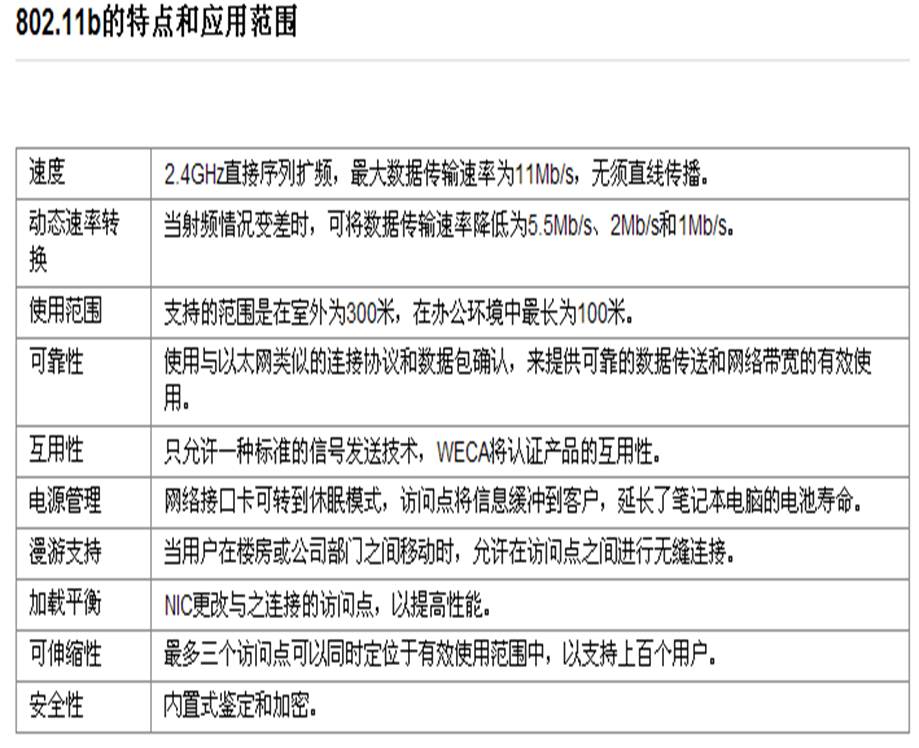 802.11b的特点和应用范围
速度
2.4GHz直接序列扩频，最大数据传输速率为11Mb/s，无须直线传播。
动态速率转
换
当射频情况变差时，可将数据传输速率降低为5.5Mb/s、2Mb/s和1Mb/s。
使用范围
支持的范围是在室外为300米，在办公环境中最长为100米。
可靠性
使用与以太网类似的连接协议和数据包确认，来提供可靠的数据传送和网络带宽的有效使
用。
互用性
只允许一种标准的信号发送技术，WECA将认证产品的互用性。
电源管理
网络接口卡可转到休眠模式，访问点将信息缓冲到客户，延长了笔记本电脑的电池寿命。
漫游支持
当用户在楼房或公司部门之间移动时，允许在访问点之间进行无缝连接。
加载平衡
NIC更改与之连接的访问点，以提高性能。
可伸缩性
最多三个访问点可以同时定位于有效使用范围中，以支持上百个用户。
安全性
内置式鉴定和加密。